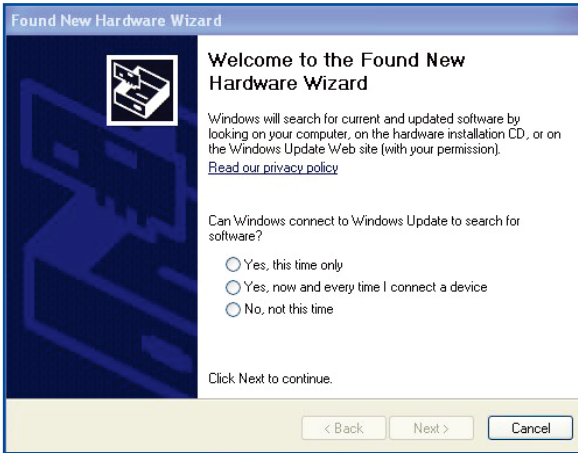 Found New Hardware Wizard
Welcome to the Found New
Hardware Wizard
Windows will search for current and updated software by
looking on your computer, on the hardware installation CD, or on
the Windows Update Web site (with your permission).
Read our privacy policy
Can Windows connect to Windows Update to search for
software?
Yes, this time only
Yes, now and every time I connect a device
No, not this time
Click Next to continue.
< Back
Next >
Cancel